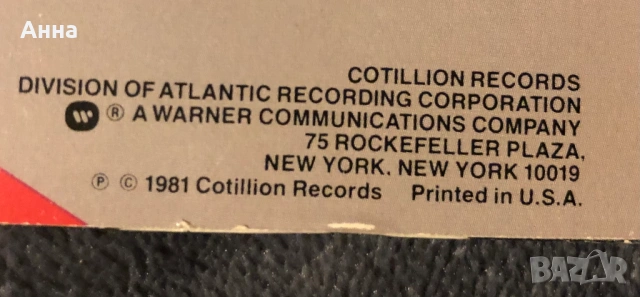 Анна
COTILLION RECORDS
DIVISION OF ATLANTIC RECORDING CORPORATION
® A WARNER COMMUNICATIONS COMPANY
75 ROCKEFELLER PLAZA,
NEW YORK, NEW YORK 10019
℗ © 1981 Cotillion Records Printed in U.S.A.
BAZAR